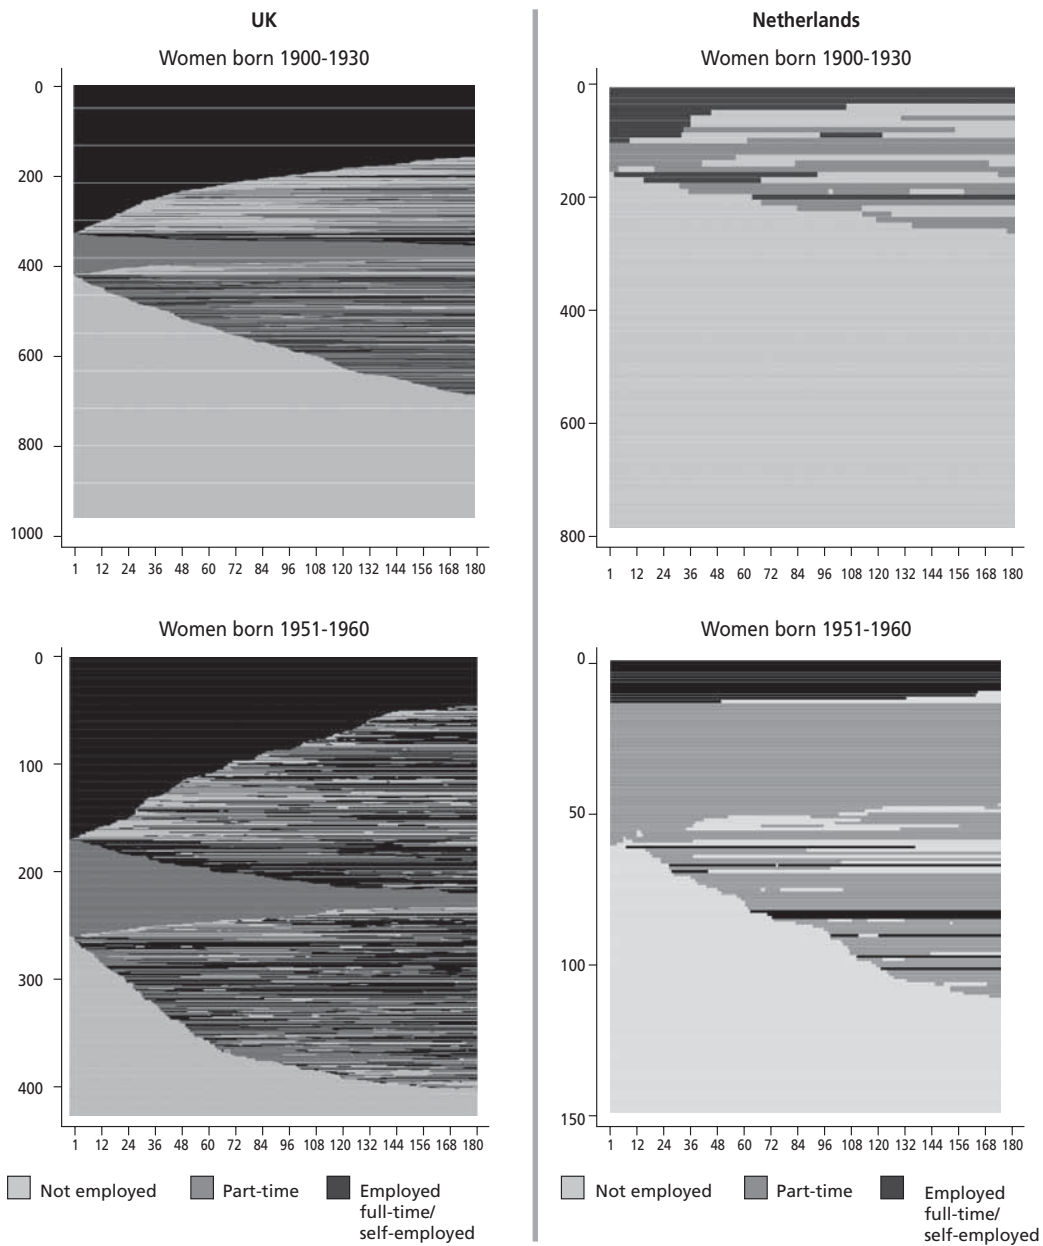 UK
Women born 1900-1930
0
200
400
600
800
1000
1 12 24 36 48 60 72 84 96 108 120 132 144 156 168 180
Women born 1951-1960
0
100
200
300
400
1 12 24 36 48 60 72 84 96 108 120 132 144 156 168 180
Not employed
Part-time
Employed
full-time/
self-employed
Netherlands
Women born 1900-1930
0
200
400
600
800
1 12 24 36 48 60 72 84 96 108 120 132 144 156 168 180
Women born 1951-1960
0
50
100
150
1 12 24 36 48 60 72 84 96 108 120 132 144 156 168 180
Not employed
Part-time
Employed
full-time/
self-employed